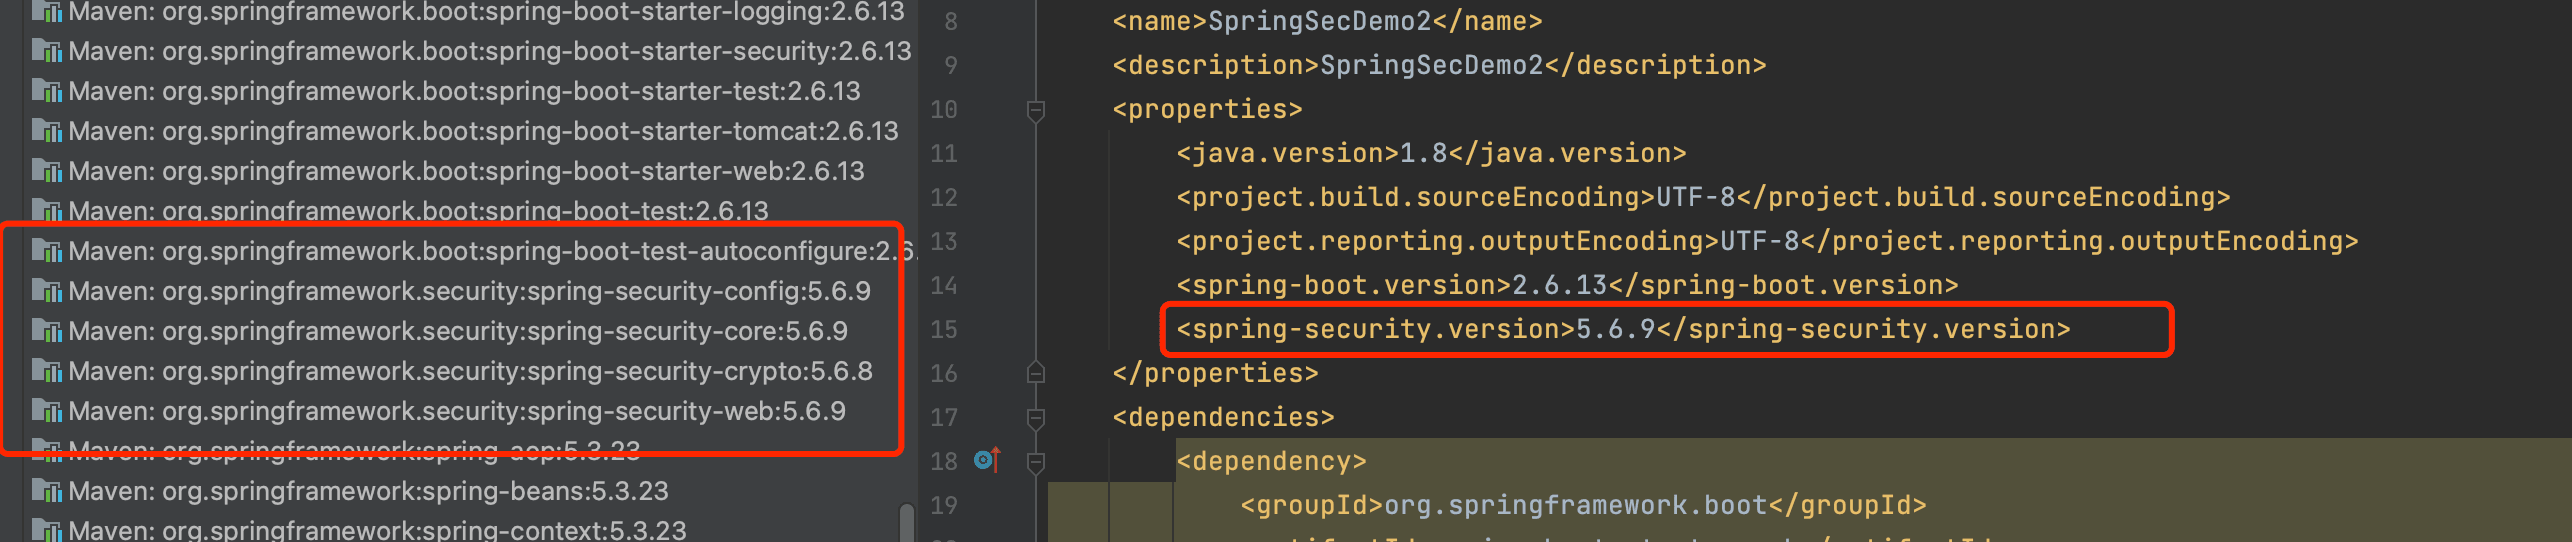 Maven: org.springframework.boot:spring-boot-starter-logging:2.6.13
Maven: org.springframework.boot:spring-boot-starter-security:2.6.13
Maven: org.springframework.boot:spring-boot-starter-test:2.6.13
Maven: org.springframework.boot:spring-boot-starter-tomcat:2.6.13
Maven: org.springframework.boot:spring-boot-starter-web:2.6.13
Maven: org.springframework.boot:spring-boot-test:2.6.13
Maven: org.springframework.boot:spring-boot-test-autoconfigure:2.6.
Maven: org.springframework.security:spring-security-config:5.6.9
Maven: org.springframework.security:spring-security-core:5.6.9
Maven: org.springframework.security:spring-security-crypto:5.6.8
Maven: org.springframework.security:spring-security-web:5.6.9
Maven: org.springframework:spring-aop:5.3.23
Maven: org.springframework:spring-beans:5.3.23
Maven: org.springframework:spring-context:5.3.23
8 <name>SpringSecDemo2</name>
9 <description>SpringSecDemo2</description>
10 <properties>
11 <java.version>1.8</java.version>
12 <project.build.sourceEncoding>UTF-8</project.build.sourceEncoding>
13 <project.reporting.outputEncoding>UTF-8</project.reporting.outputEncoding>
14 <spring-boot.version>2.6.13</spring-boot.version>
15 <spring-security.version>5.6.9</spring-security.version>
16 </properties>
17 <dependencies>
18 <dependency>
19 <groupId>org.springframework.boot</groupId>